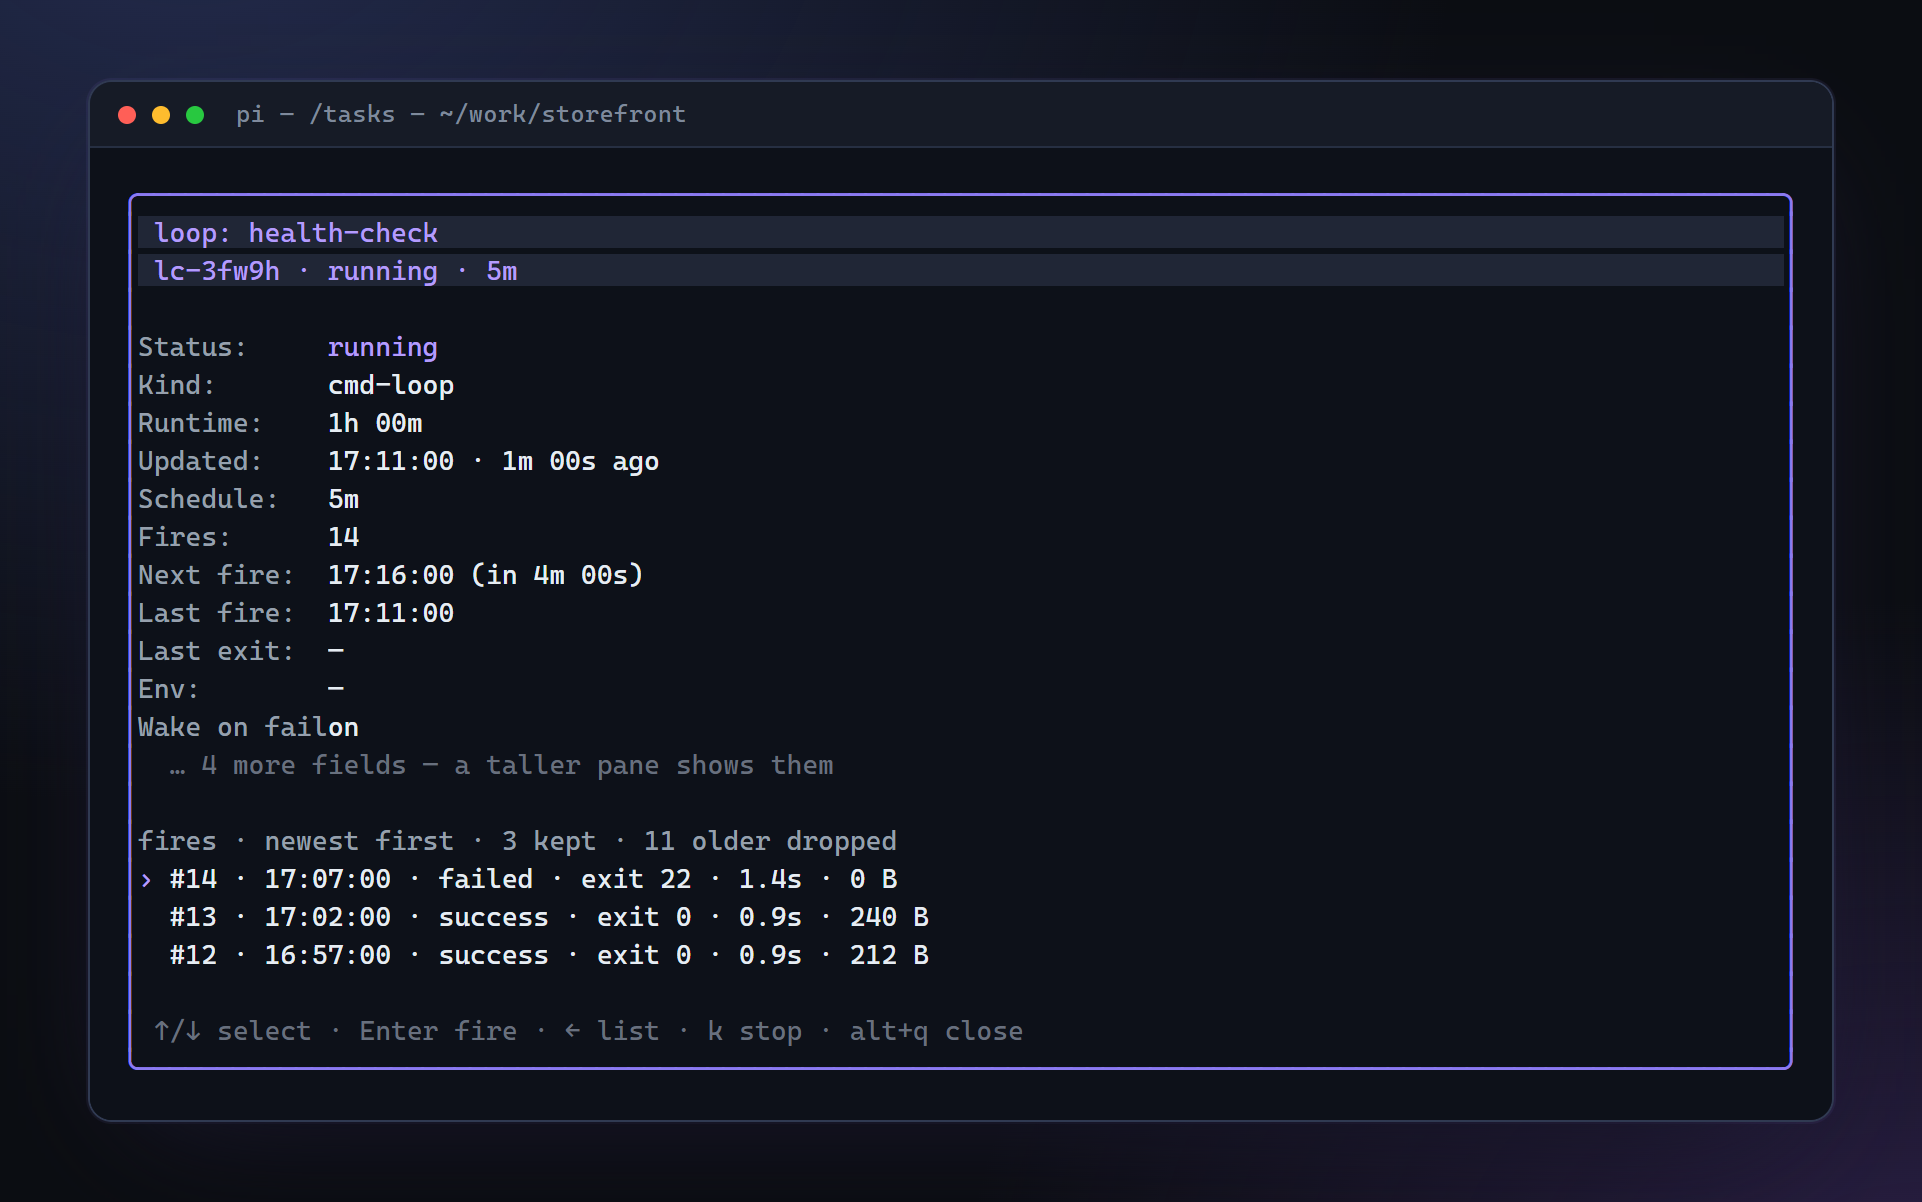 pi — /tasks — ~/work/storefront
loop: health-check
lc-3fw9h · running · 5m
Status: running
Kind: cmd-loop
Runtime: 1h 00m
Updated: 17:11:00 · 1m 00s ago
Schedule: 5m
Fires: 14
Next fire: 17:16:00 (in 4m 00s)
Last fire: 17:11:00
Last exit: —
Env: —
Wake on failon
… 4 more fields — a taller pane shows them
fires · newest first · 3 kept · 11 older dropped
› #14 · 17:07:00 · failed · exit 22 · 1.4s · 0 B
#13 · 17:02:00 · success · exit 0 · 0.9s · 240 B
#12 · 16:57:00 · success · exit 0 · 0.9s · 212 B
↑/↓ select · Enter fire · ← list · k stop · alt+q close